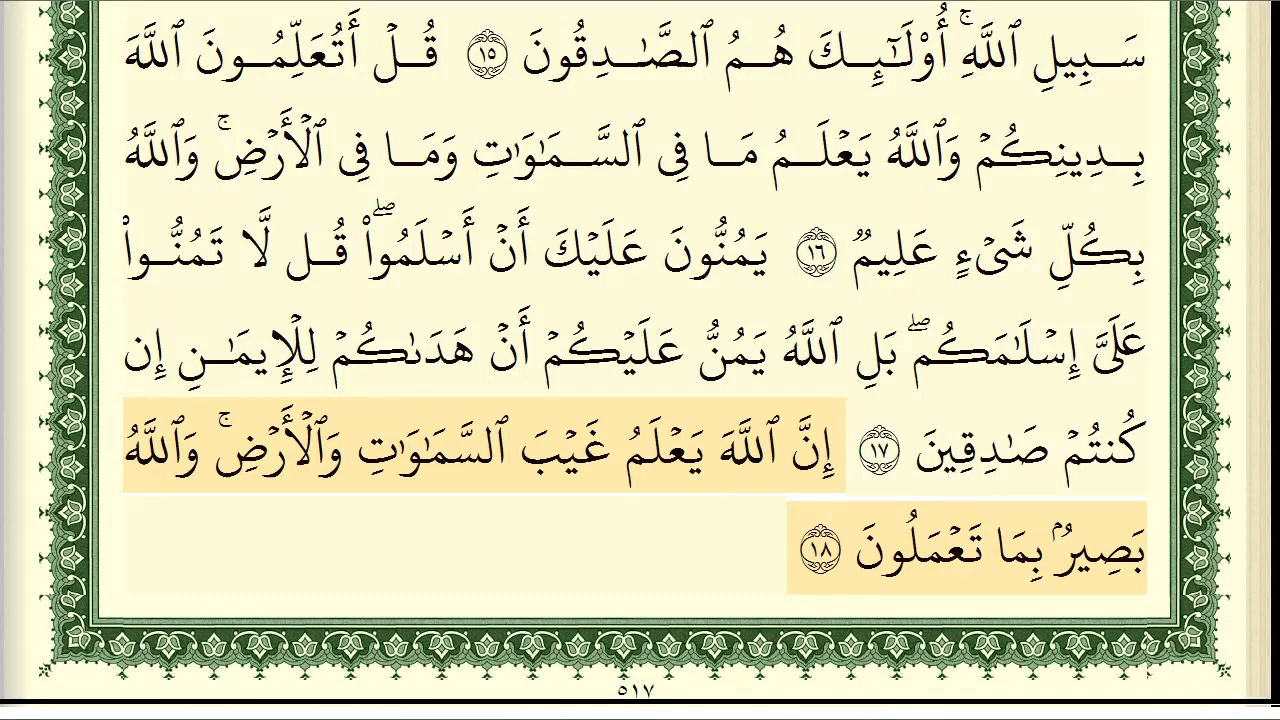 سَبِيلِ ٱللَّهِۚ أُوْلَٰٓئِكَ هُمُ ٱلصَّٰدِقُونَ ١٥ قُلۡ أَتُعَلِّمُونَ ٱللَّهَ
بِدِينِكُمۡ وَٱللَّهُ يَعۡلَمُ مَا فِي ٱلسَّمَٰوَٰتِ وَمَا فِي ٱلۡأَرۡضِۚ وَٱللَّهُ
بِكُلِّ شَيۡءٍ عَلِيمٞ ١٦ يَمُنُّونَ عَلَيۡكَ أَنۡ أَسۡلَمُواْۖ قُل لَّا تَمُنُّواْ
عَلَيَّ إِسۡلَٰمَكُمۖ بَلِ ٱللَّهُ يَمُنُّ عَلَيۡكُمۡ أَنۡ هَدَىٰكُمۡ لِلۡإِيمَٰنِ إِن
كُنتُمۡ صَٰدِقِينَ ١٧ إِنَّ ٱللَّهَ يَعۡلَمُ غَيۡبَ ٱلسَّمَٰوَٰتِ وَٱلۡأَرۡضِۚ وَٱللَّهُ
بَصِيرُۢ بِمَا تَعۡمَلُونَ ١٨
٥١٧